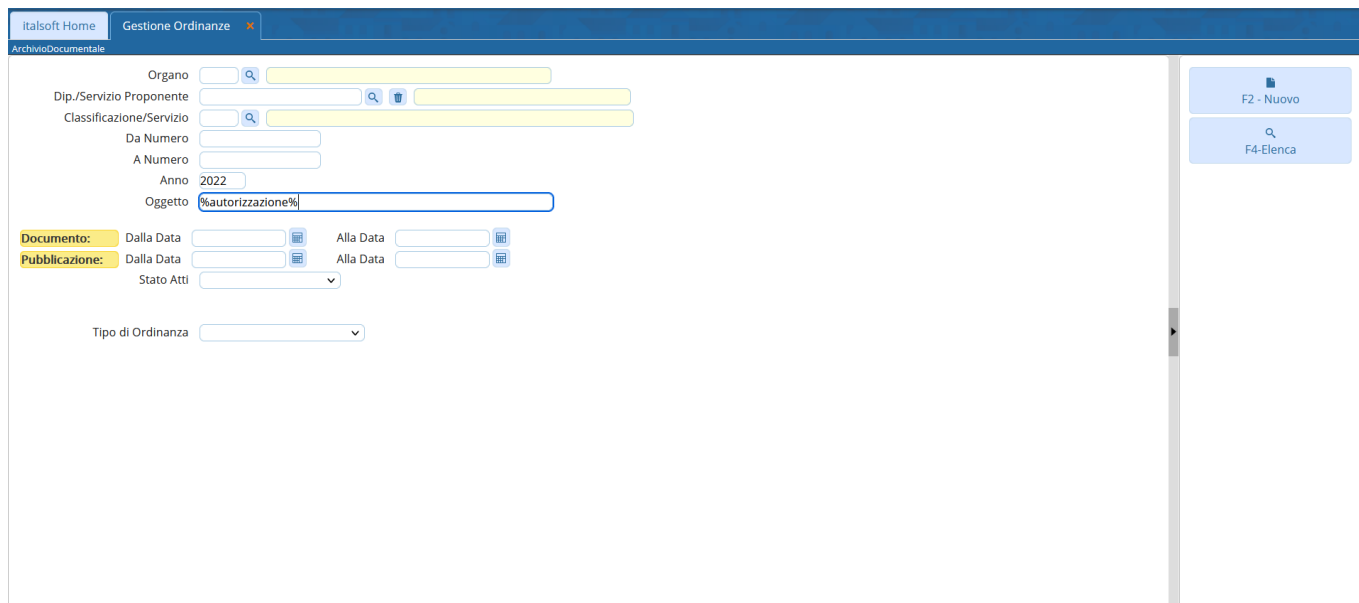 italsoft Home Gestione Ordinanze ×
ArchivioDocumentale
Organo
Dip./Servizio Proponente
Classificazione/Servizio
Da Numero
A Numero
Anno 2022
Oggetto %autorizzazione%
Documento: Dalla Data Alla Data
Pubblicazione: Dalla Data Alla Data
Stato Atti
Tipo di Ordinanza
F2 - Nuovo
F4-Elenca